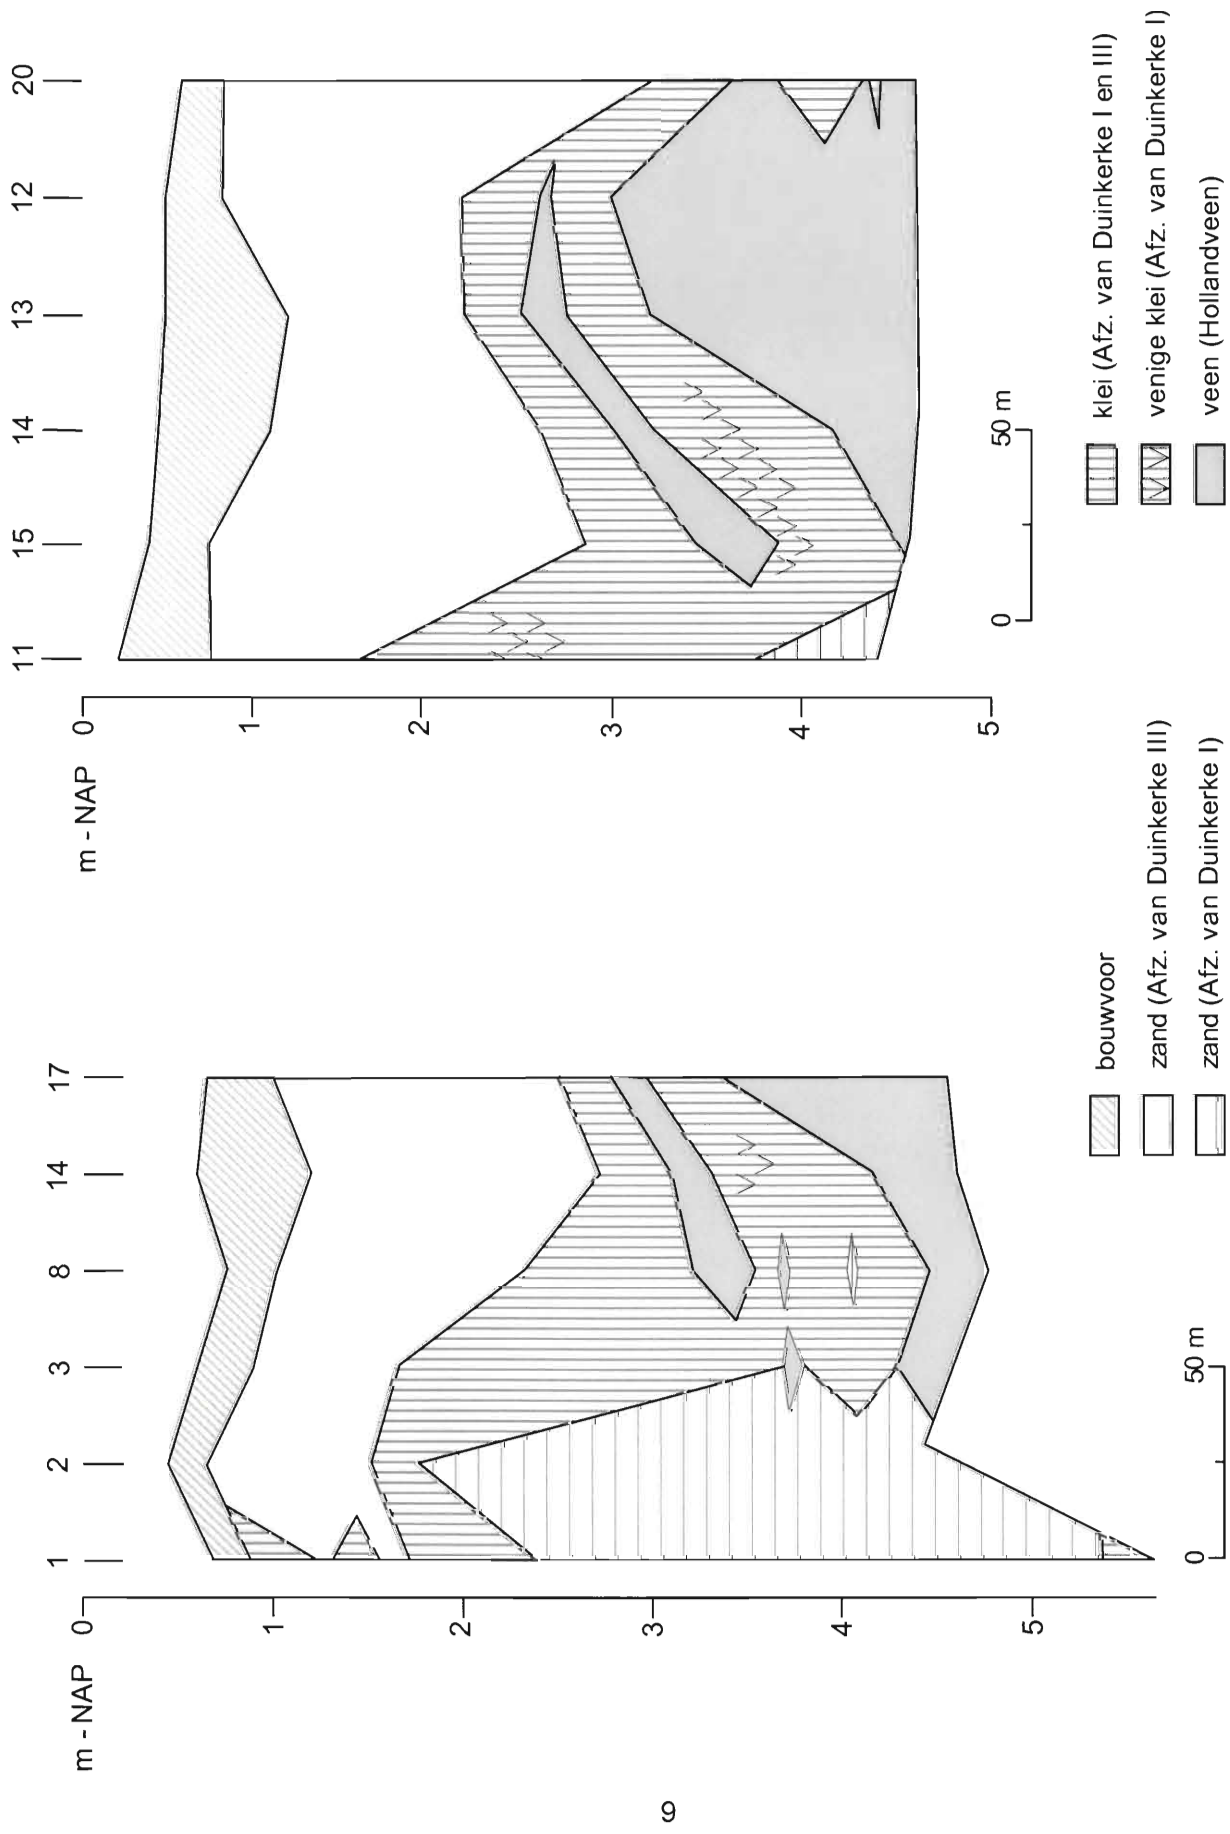 m - NAP
0
1
2
3
4
5
1 2 3 8 14 17
0 50 m
m - NAP
0
1
2
3
4
5
11 15 14 13 12 20
0 50 m
bouwvoor
zand (Afz. van Duinkerke III)
zand (Afz. van Duinkerke I)
klei (Afz. van Duinkerke I en III)
venige klei (Afz. van Duinkerke I)
veen (Hollandveen)
9